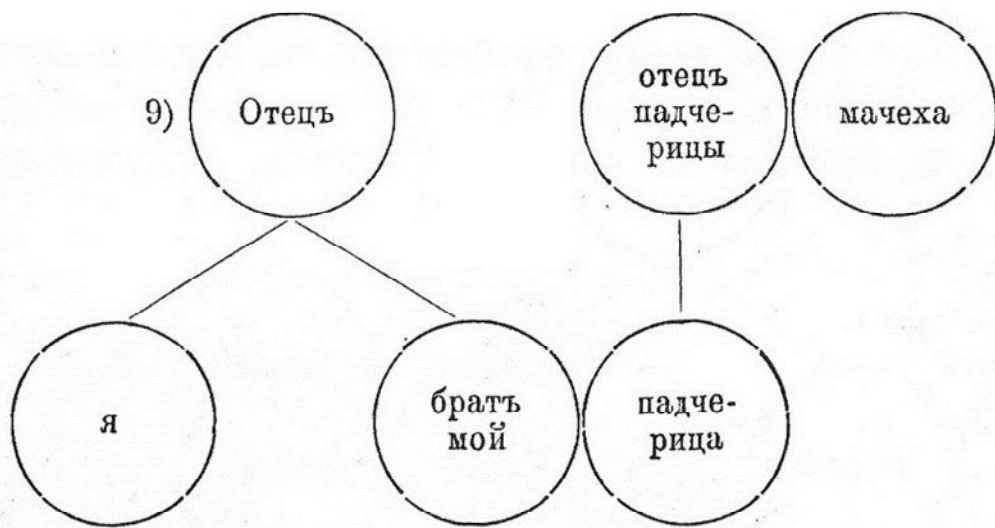 9) Отецъ
отецъ
падче-
рицы
мачеха
я
братъ
мой
падче-
рица